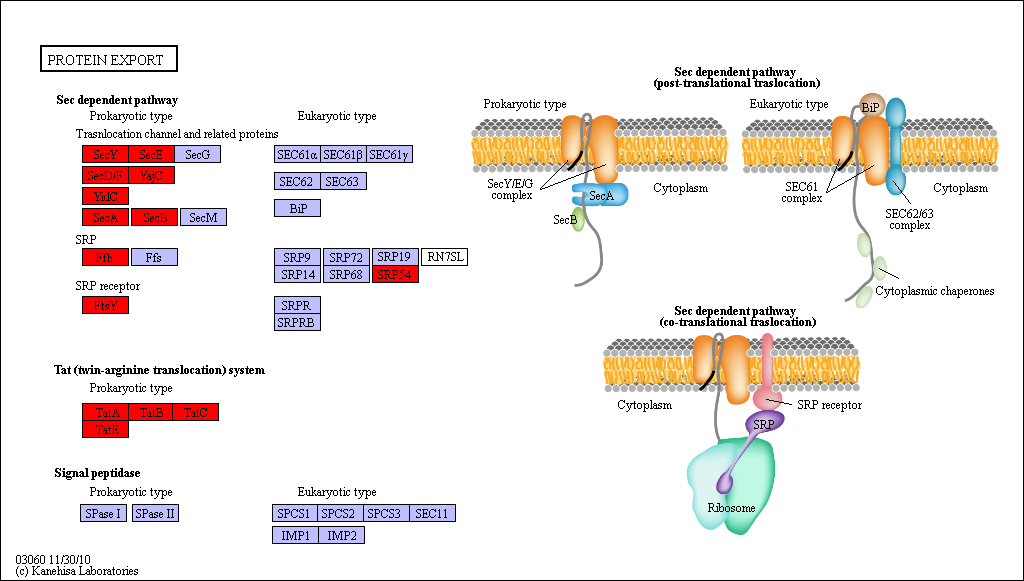 PROTEIN EXPORT
Sec dependent pathway
Prokaryotic type
Eukaryotic type
Trasnlocation channel and related proteins
SecY SecE SecG
SEC61α SEC61β SEC61γ
SecD/F YajC
SEC62 SEC63
YidC
BiP
SecA SecB SecM
SRP
Ffh Ffs
SRP9 SRP72 SRP19 RN7SL
SRP14 SRP68 SRP54
SRP receptor
FtsY
SRPR
SRPRB
Tat (twin-arginine translocation) system
Prokaryotic type
TatA TatB TatC
TatE
Signal peptidase
Prokaryotic type
Eukaryotic type
SPase I SPase II
SPCS1 SPCS2 SPCS3 SEC11
IMP1 IMP2
03060 11/30/10
(c) Kanehisa Laboratories
Sec dependent pathway
(post-translational traslocation)
Prokaryotic type
SecY/E/G
complex
SecA
SecB
Cytoplasm
Eukaryotic type
BiP
SEC61
complex
Cytoplasm
SEC62/63
complex
Cytoplasmic chaperones
Sec dependent pathway
(co-translational traslocation)
Cytoplasm
SRP receptor
SRP
Ribosome